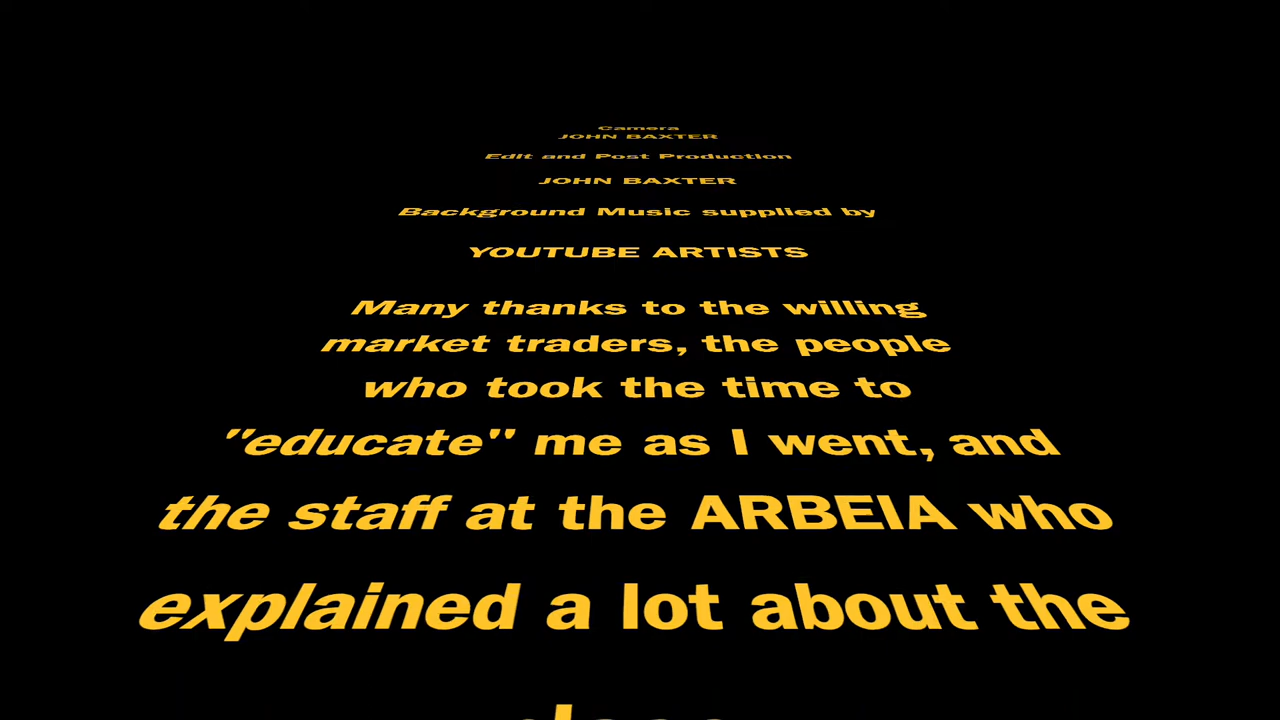 Camera
JOHN BAXTER
Edit and Post Production
JOHN BAXTER
Background Music supplied by
YOUTUBE ARTISTS
Many thanks to the willing
market traders, the people
who took the time to
"educate" me as I went, and
the staff at the ARBEIA who
explained a lot about the